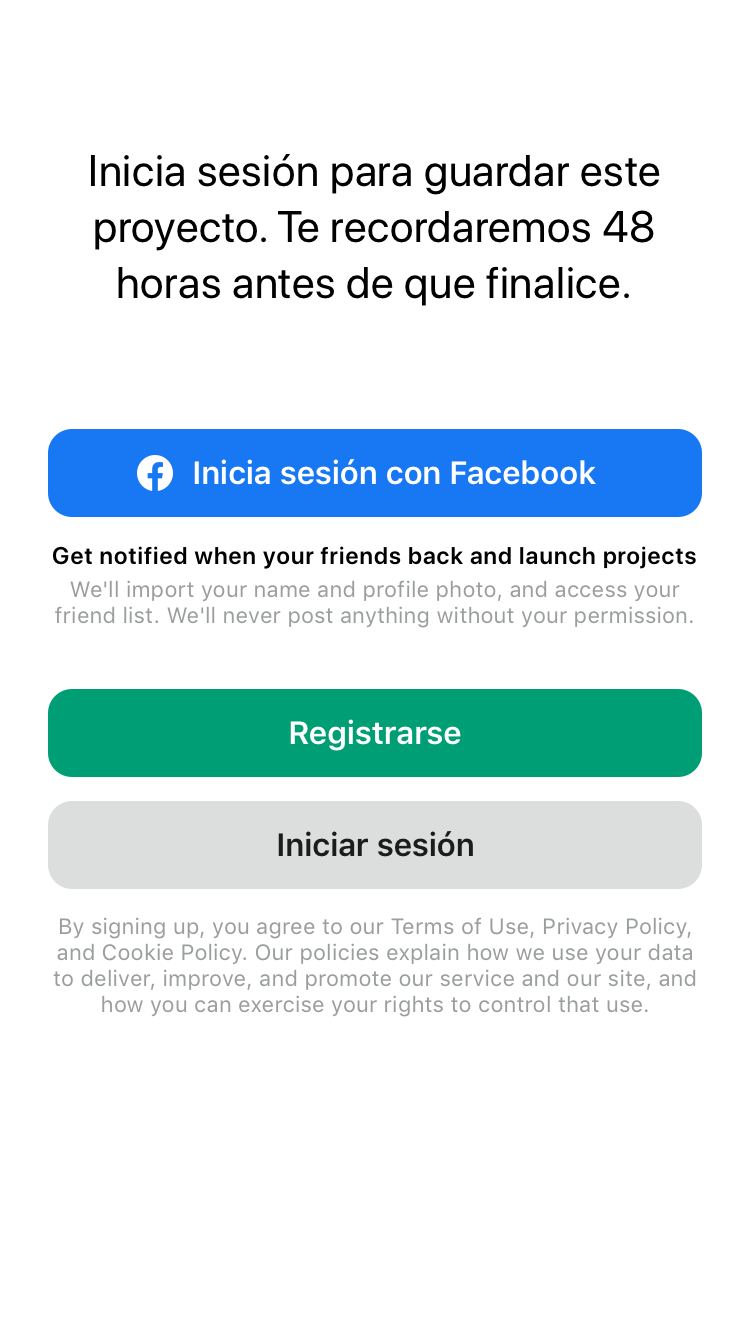 Inicia sesión para guardar este
proyecto. Te recordaremos 48
horas antes de que finalice.
Inicia sesión con Facebook
Get notified when your friends back and launch projects
We'll import your name and profile photo, and access your
friend list. We'll never post anything without your permission.
Registrarse
Iniciar sesión
By signing up, you agree to our Terms of Use, Privacy Policy,
and Cookie Policy. Our policies explain how we use your data
to deliver, improve, and promote our service and our site, and
how you can exercise your rights to control that use.